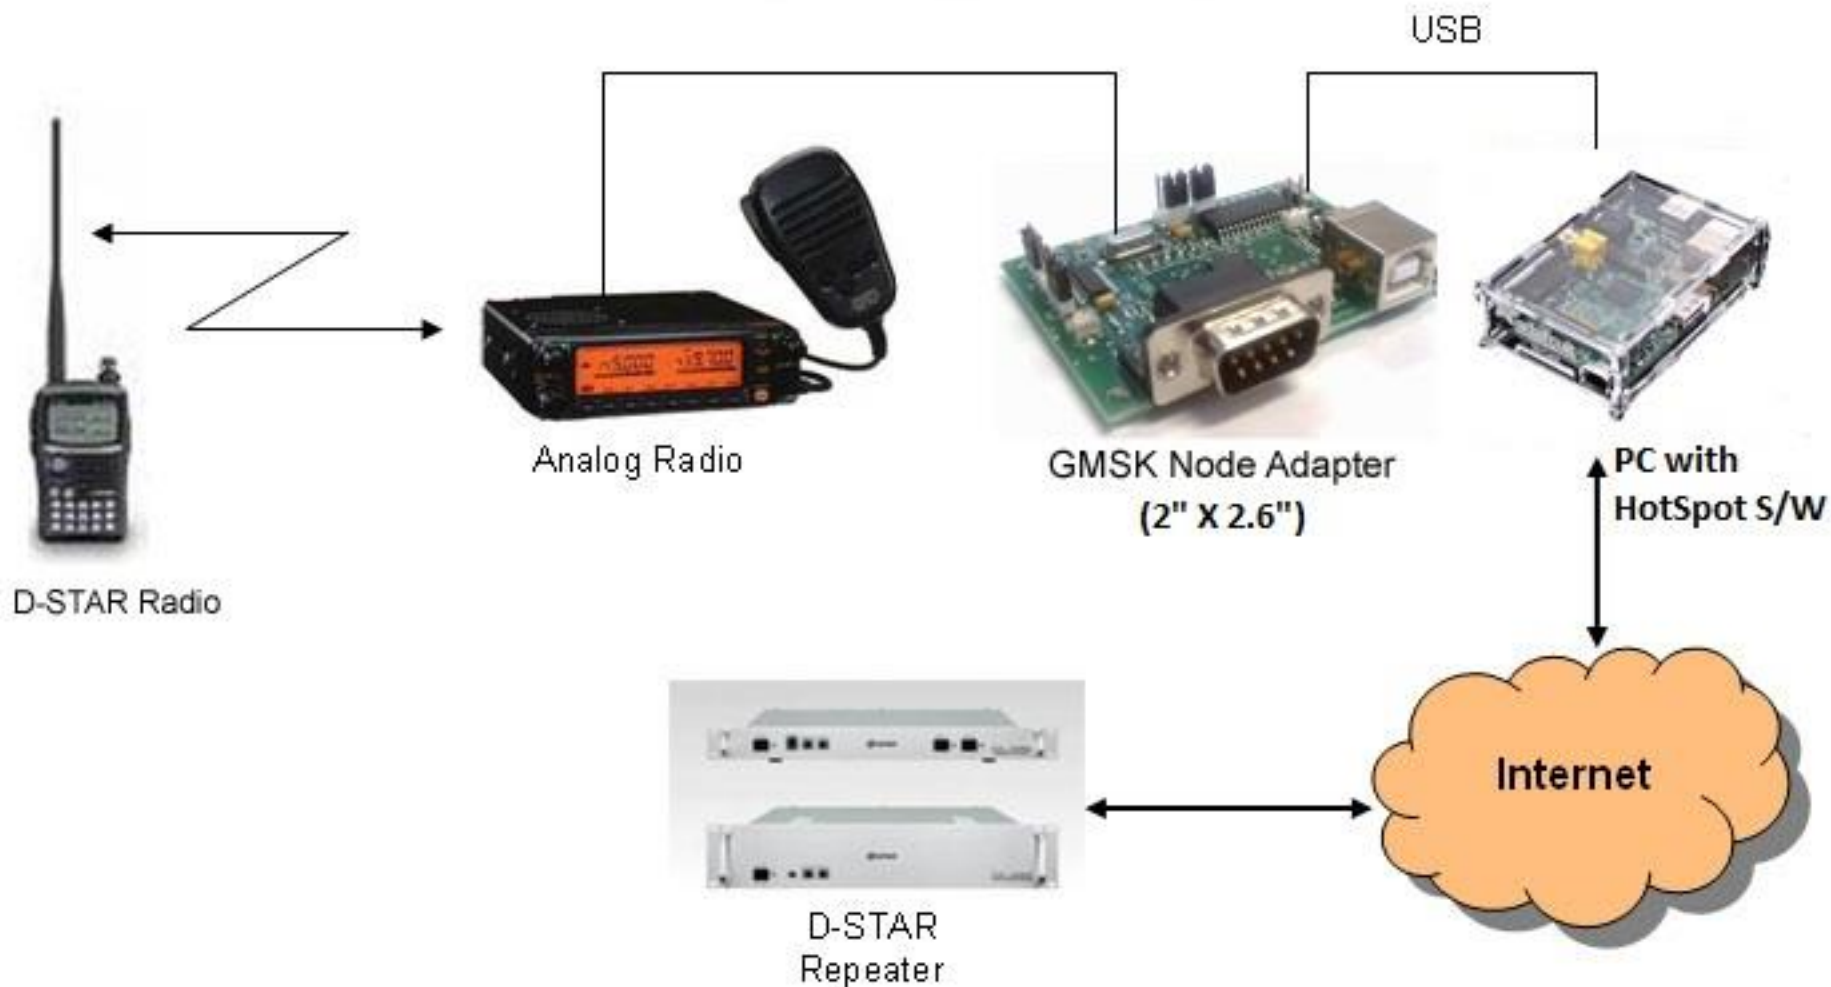 USB
Analog Radio
GMSK Node Adapter
(2" X 2.6")
PC with
HotSpot S/W
D-STAR Radio
Internet
D-STAR
Repeater